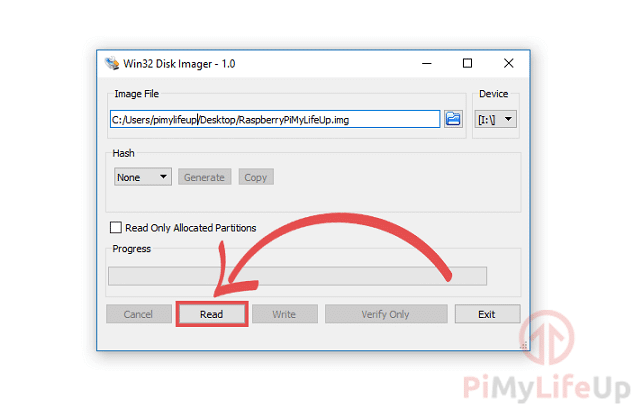 Win32 Disk Imager - 1.0
Image File
Device
C:/Users/pimylifeup/Desktop/RaspberryPiMyLifeUp.img
[I:\]
Hash
None
Generate
Copy
Read Only Allocated Partitions
Progress
Cancel
Read
Write
Verify Only
Exit
PiMyLifeUp